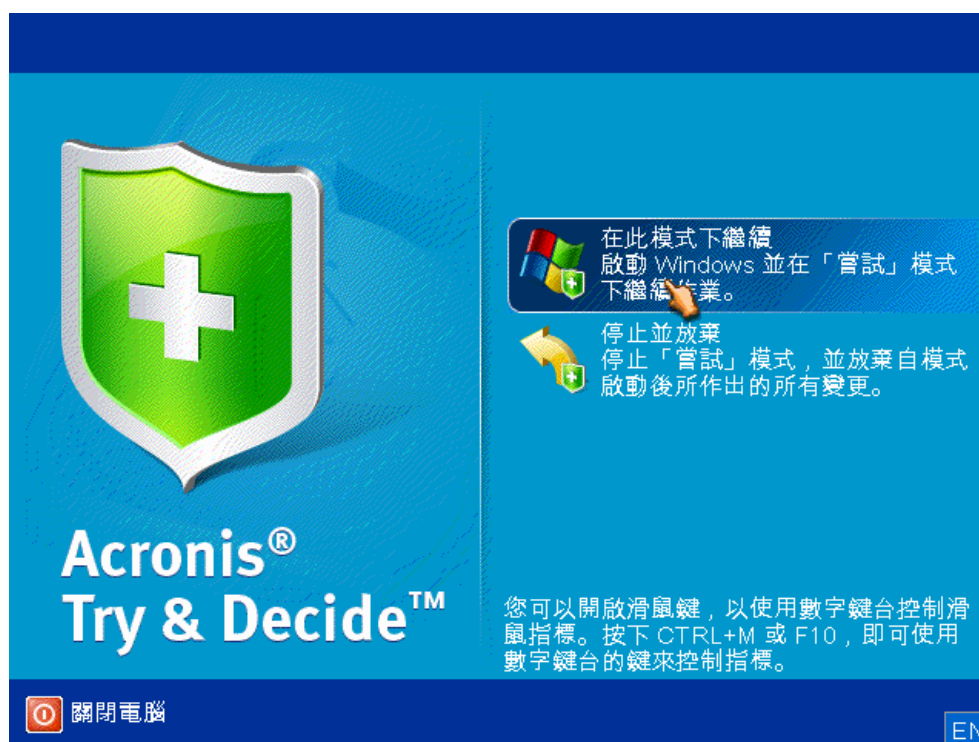 在此模式下繼續
啟動 Windows 並在「嘗試」模式
下繼續作業。
停止並放棄
停止「嘗試」模式，並放棄自模式
啟動後所作出的所有變更。
Acronis®
Try & Decide™
您可以開啟滑鼠鍵，以使用數字鍵台控制滑
鼠指標。按下 CTRL+M 或 F10，即可使用
數字鍵台的鍵來控制指標。
關閉電腦
EN